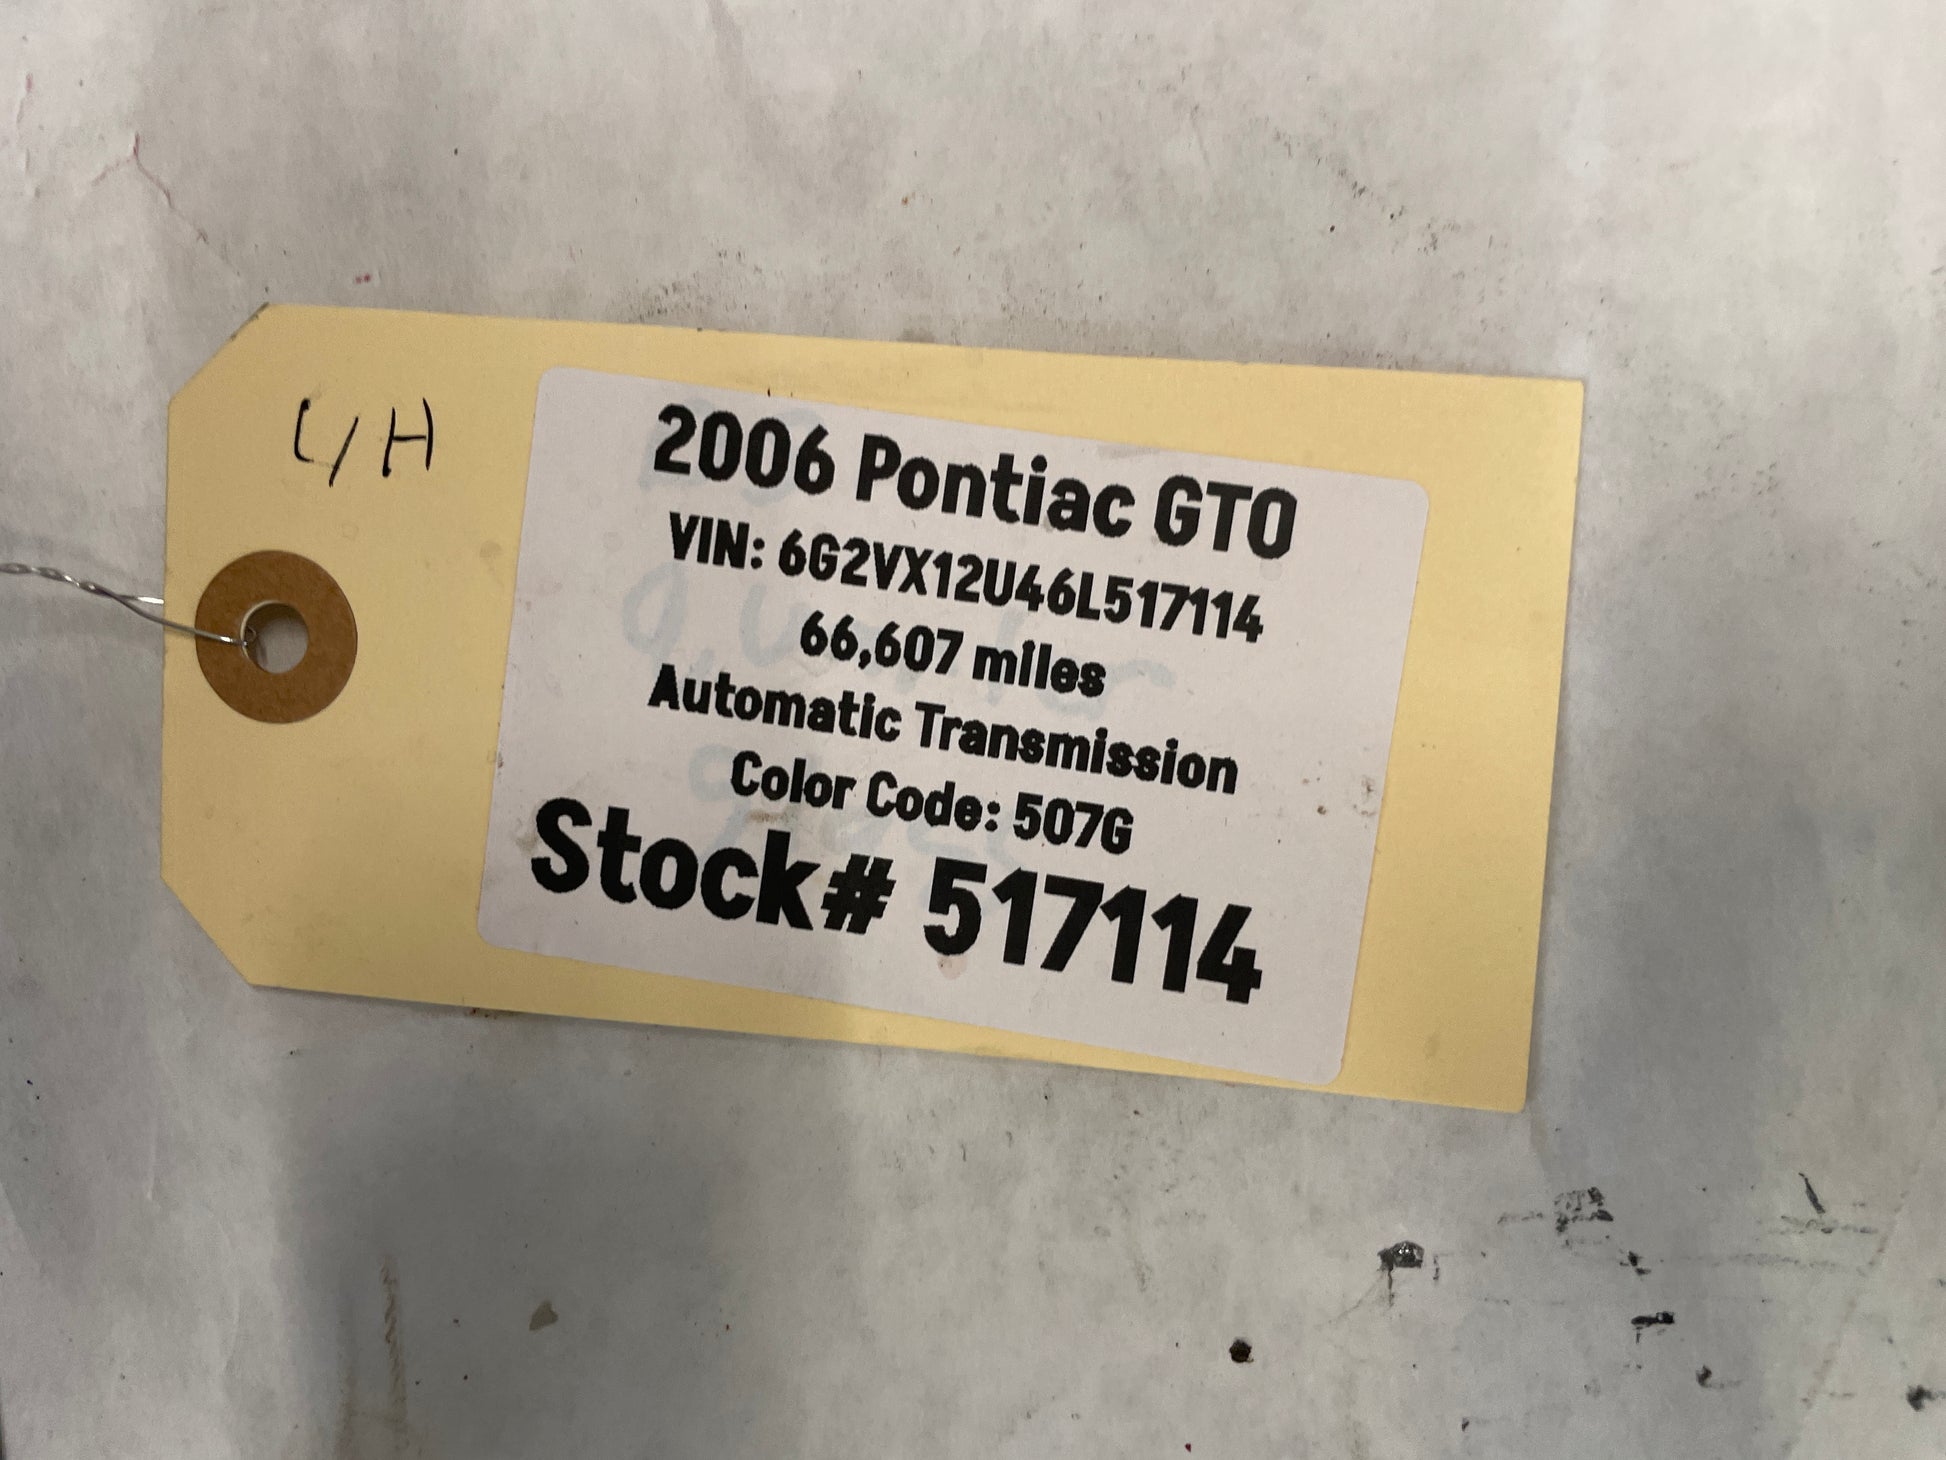 L/H
2006 Pontiac GTO
VIN: 6G2VX12U46L517114
66,607 miles
Automatic Transmission
Color Code: 507G
Stock# 517114